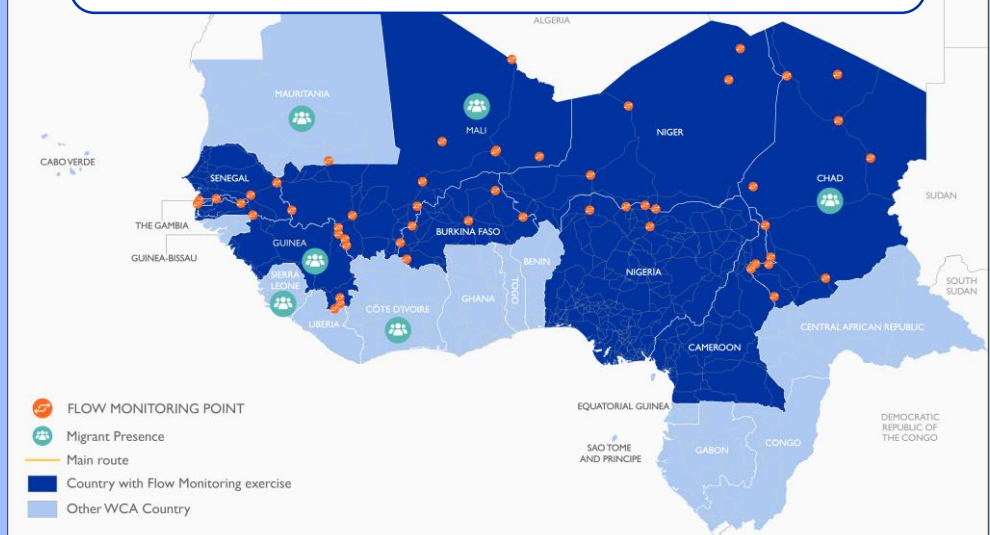 ALGERIA
MAURITANIA
MALI
NIGER
CABO VERDE
SENEGAL
CHAD
SUDAN
THE GAMBIA
BURKINA FASO
GUINEA
GUINEA-BISSAU
BENIN
NIGERIA
SIERRA
LEONE
TOGO
GHANA
SOUTH
SUDAN
CÔTE D'IVOIRE
LIBERIA
CENTRAL AFRICAN REPUBLIC
CAMEROON
EQUATORIAL GUINEA
DEMOCRATIC
REPUBLIC OF
THE CONGO
SAO TOME
AND PRINCIPE
GABON
CONGO
FLOW MONITORING POINT
Migrant Presence
Main route
Country with Flow Monitoring exercise
Other WCA Country